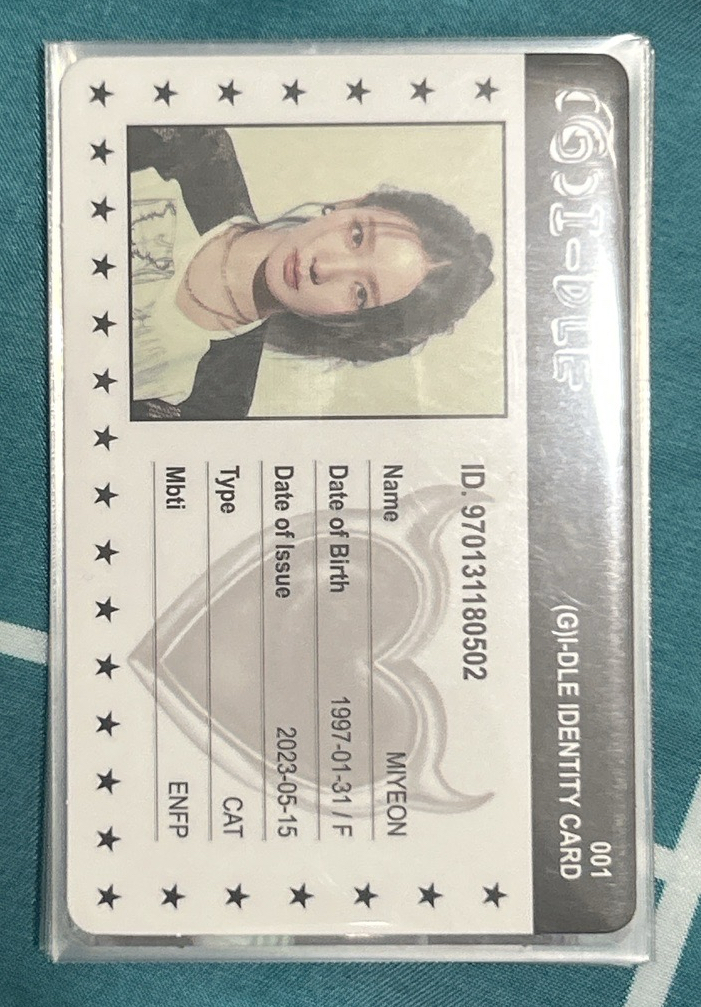 (G)I-DLE
001
(G)I-DLE IDENTITY CARD
ID. 970131180502
Name MIYEON
Date of Birth 1997-01-31 / F
Date of Issue 2023-05-15
Type CAT
Mbti ENFP